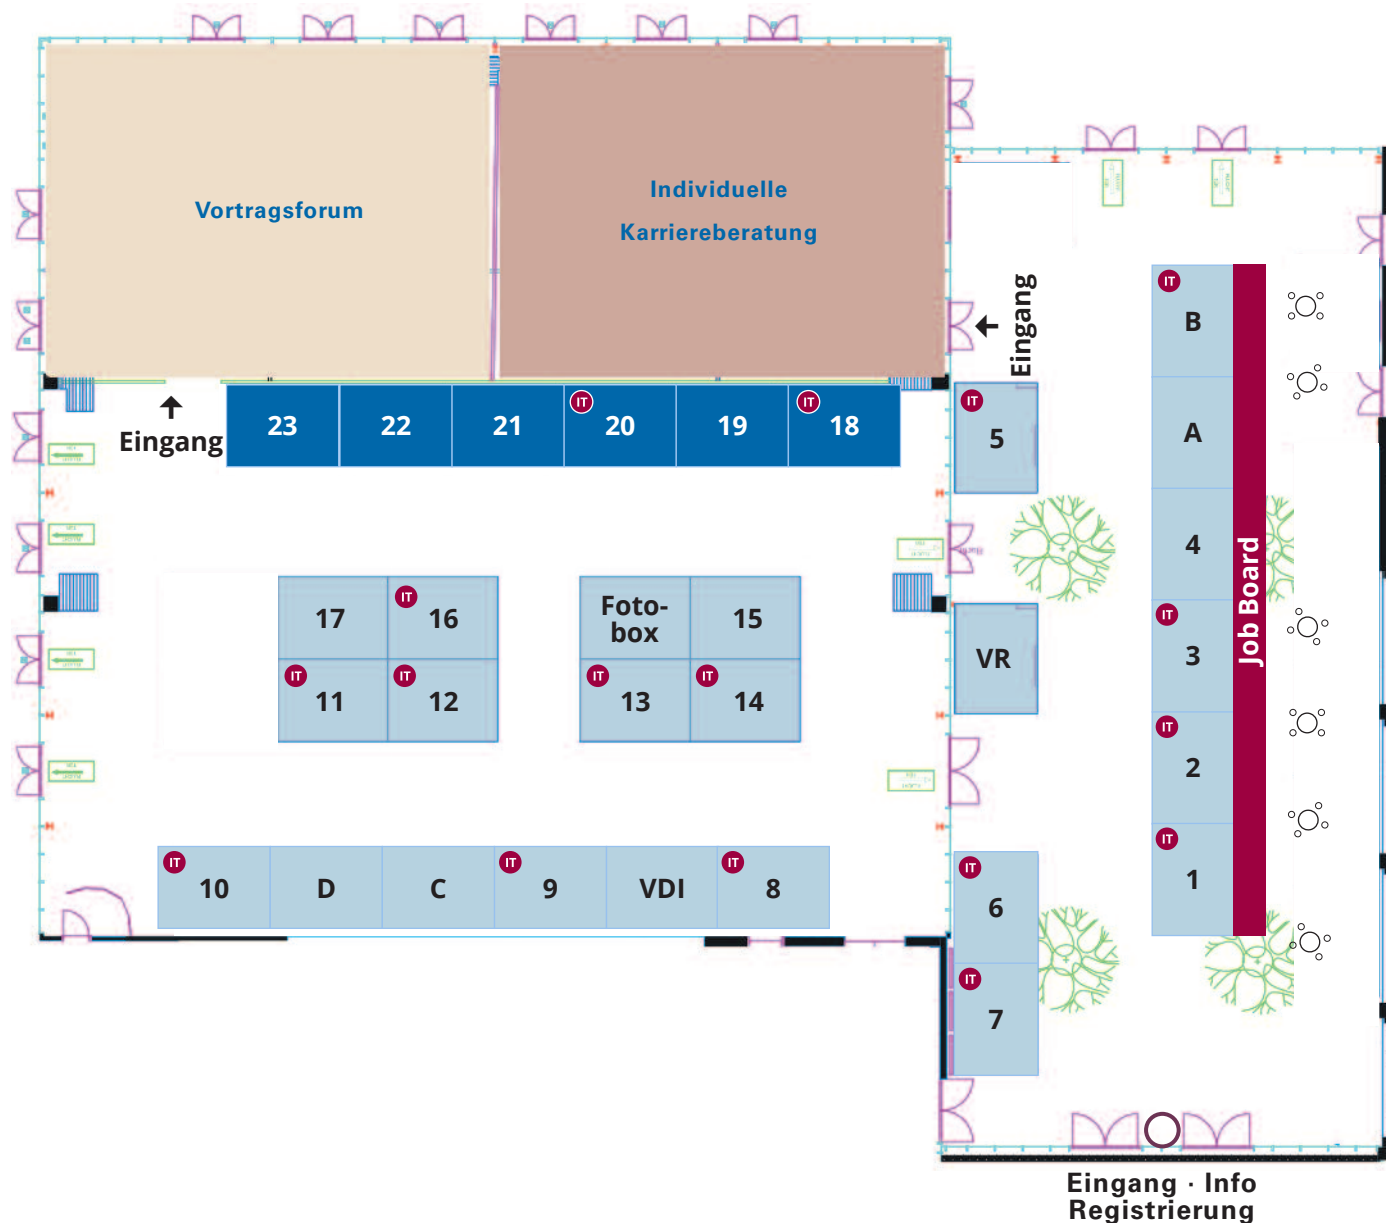 Vortragsforum
Individuelle
Karriereberatung
Eingang
Eingang
23
22
21
IT
20
19
IT
18
IT
5
IT
B
A
4
IT
3
IT
2
IT
1
Job Board
17
IT
16
IT
11
IT
12
Foto-
box
15
IT
13
IT
14
VR
IT
10
D
C
IT
9
VDI
IT
8
IT
6
IT
7
Eingang · Info
Registrierung